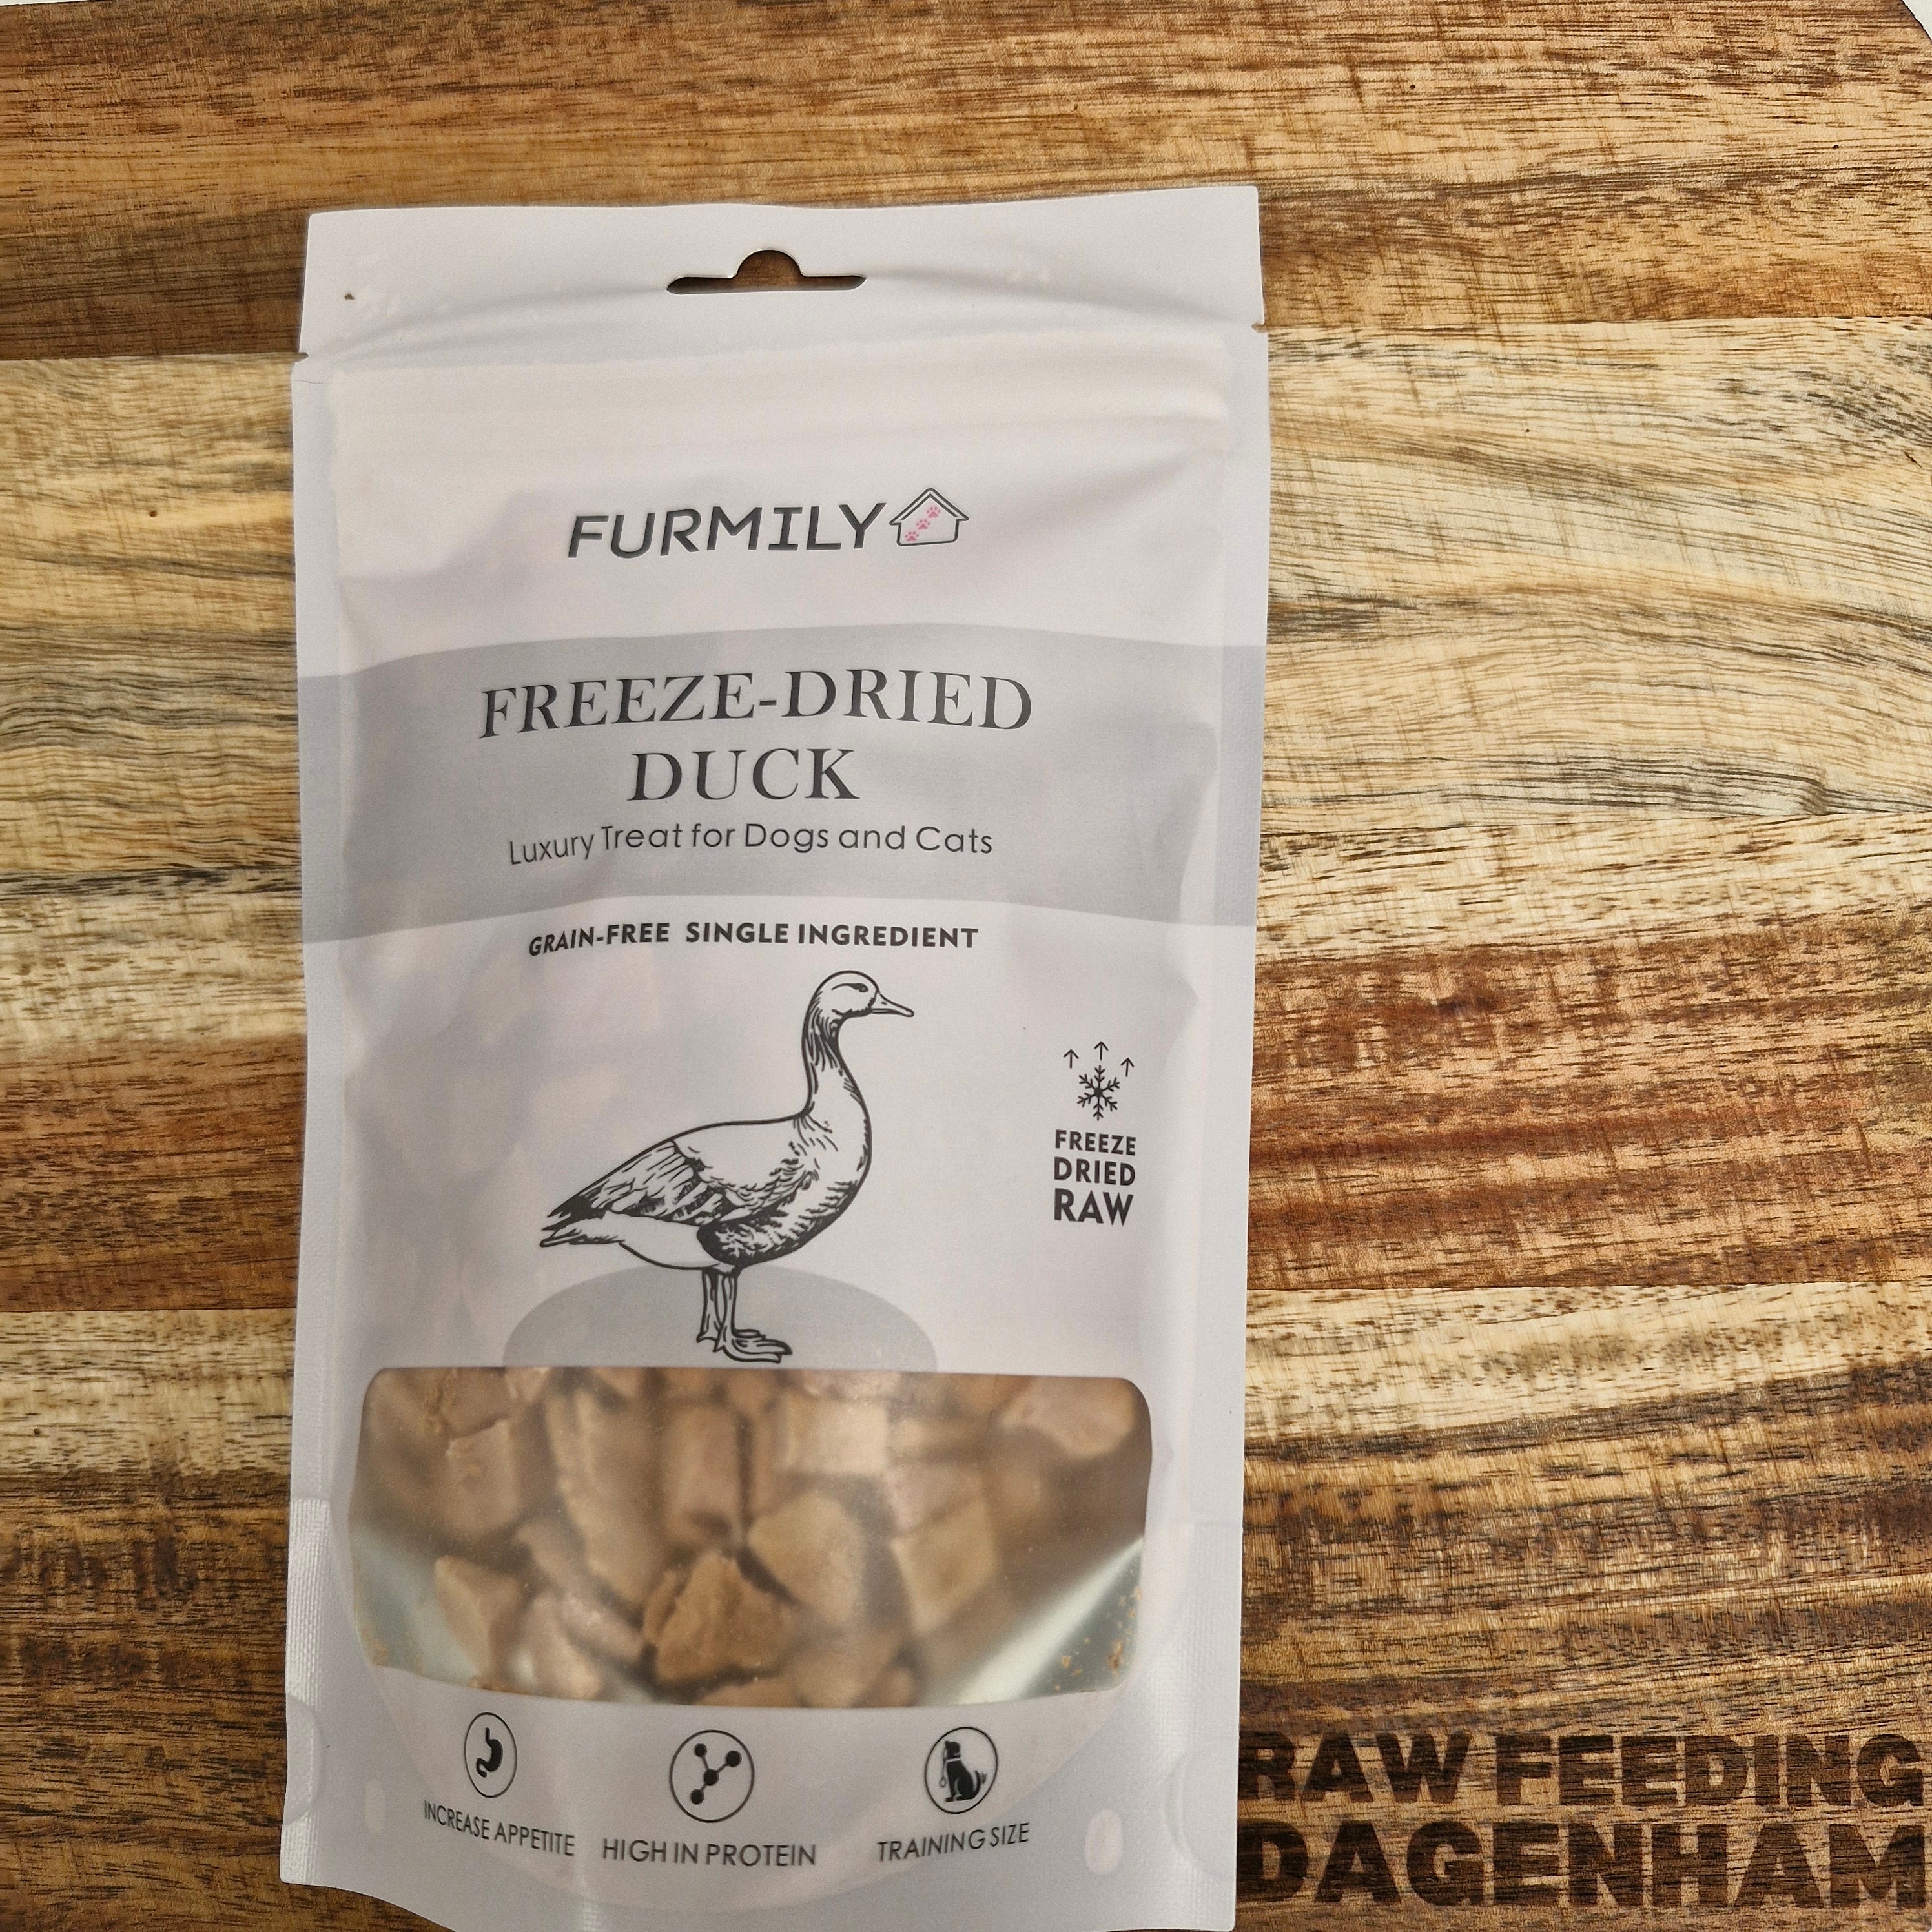 FURMILY
FREEZE-DRIED
DUCK
Luxury Treat for Dogs and Cats
GRAIN-FREE SINGLE INGREDIENT
FREEZE
DRIED
RAW
INCREASE APPETITE
HIGH IN PROTEIN
TRAINING SIZE
RAW FEEDING
DAGENHAM